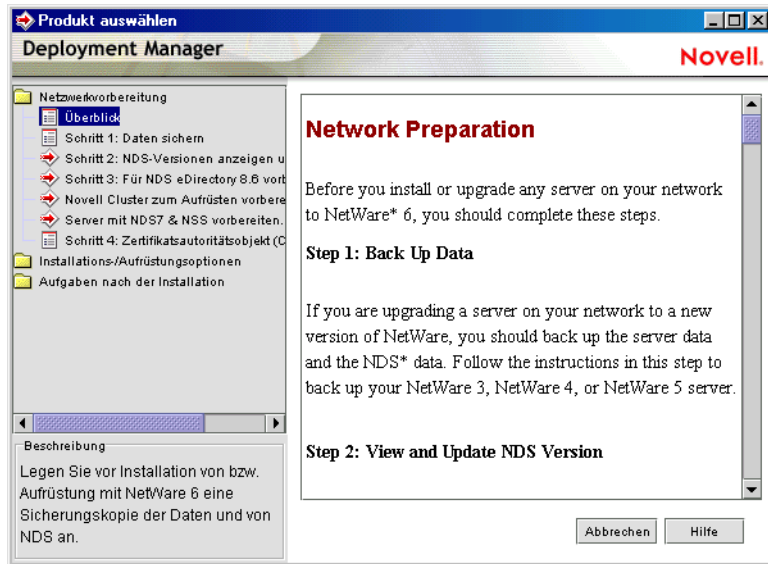 Produkt auswählen
Deployment Manager
Novell.
Netzwerkvorbereitung
Überblick
Schritt 1: Daten sichern
Schritt 2: NDS-Versionen anzeigen u
Schritt 3: Für NDS eDirectory 8.6 vorb
Novell Cluster zum Aufrüsten vorbere
Server mit NDS7 & NSS vorbereiten.
Schritt 4: Zertifikatsautoritätsobjekt (C
Installations-/Aufrüstungsoptionen
Aufgaben nach der Installation
Beschreibung
Legen Sie vor Installation von bzw.
Aufrüstung mit NetWare 6 eine
Sicherungskopie der Daten und von
NDS an.
Network Preparation
Before you install or upgrade any server on your network
to NetWare* 6, you should complete these steps.
Step 1: Back Up Data
If you are upgrading a server on your network to a new
version of NetWare, you should back up the server data
and the NDS* data. Follow the instructions in this step to
back up your NetWare 3, NetWare 4, or NetWare 5 server.
Step 2: View and Update NDS Version
Abbrechen
Hilfe